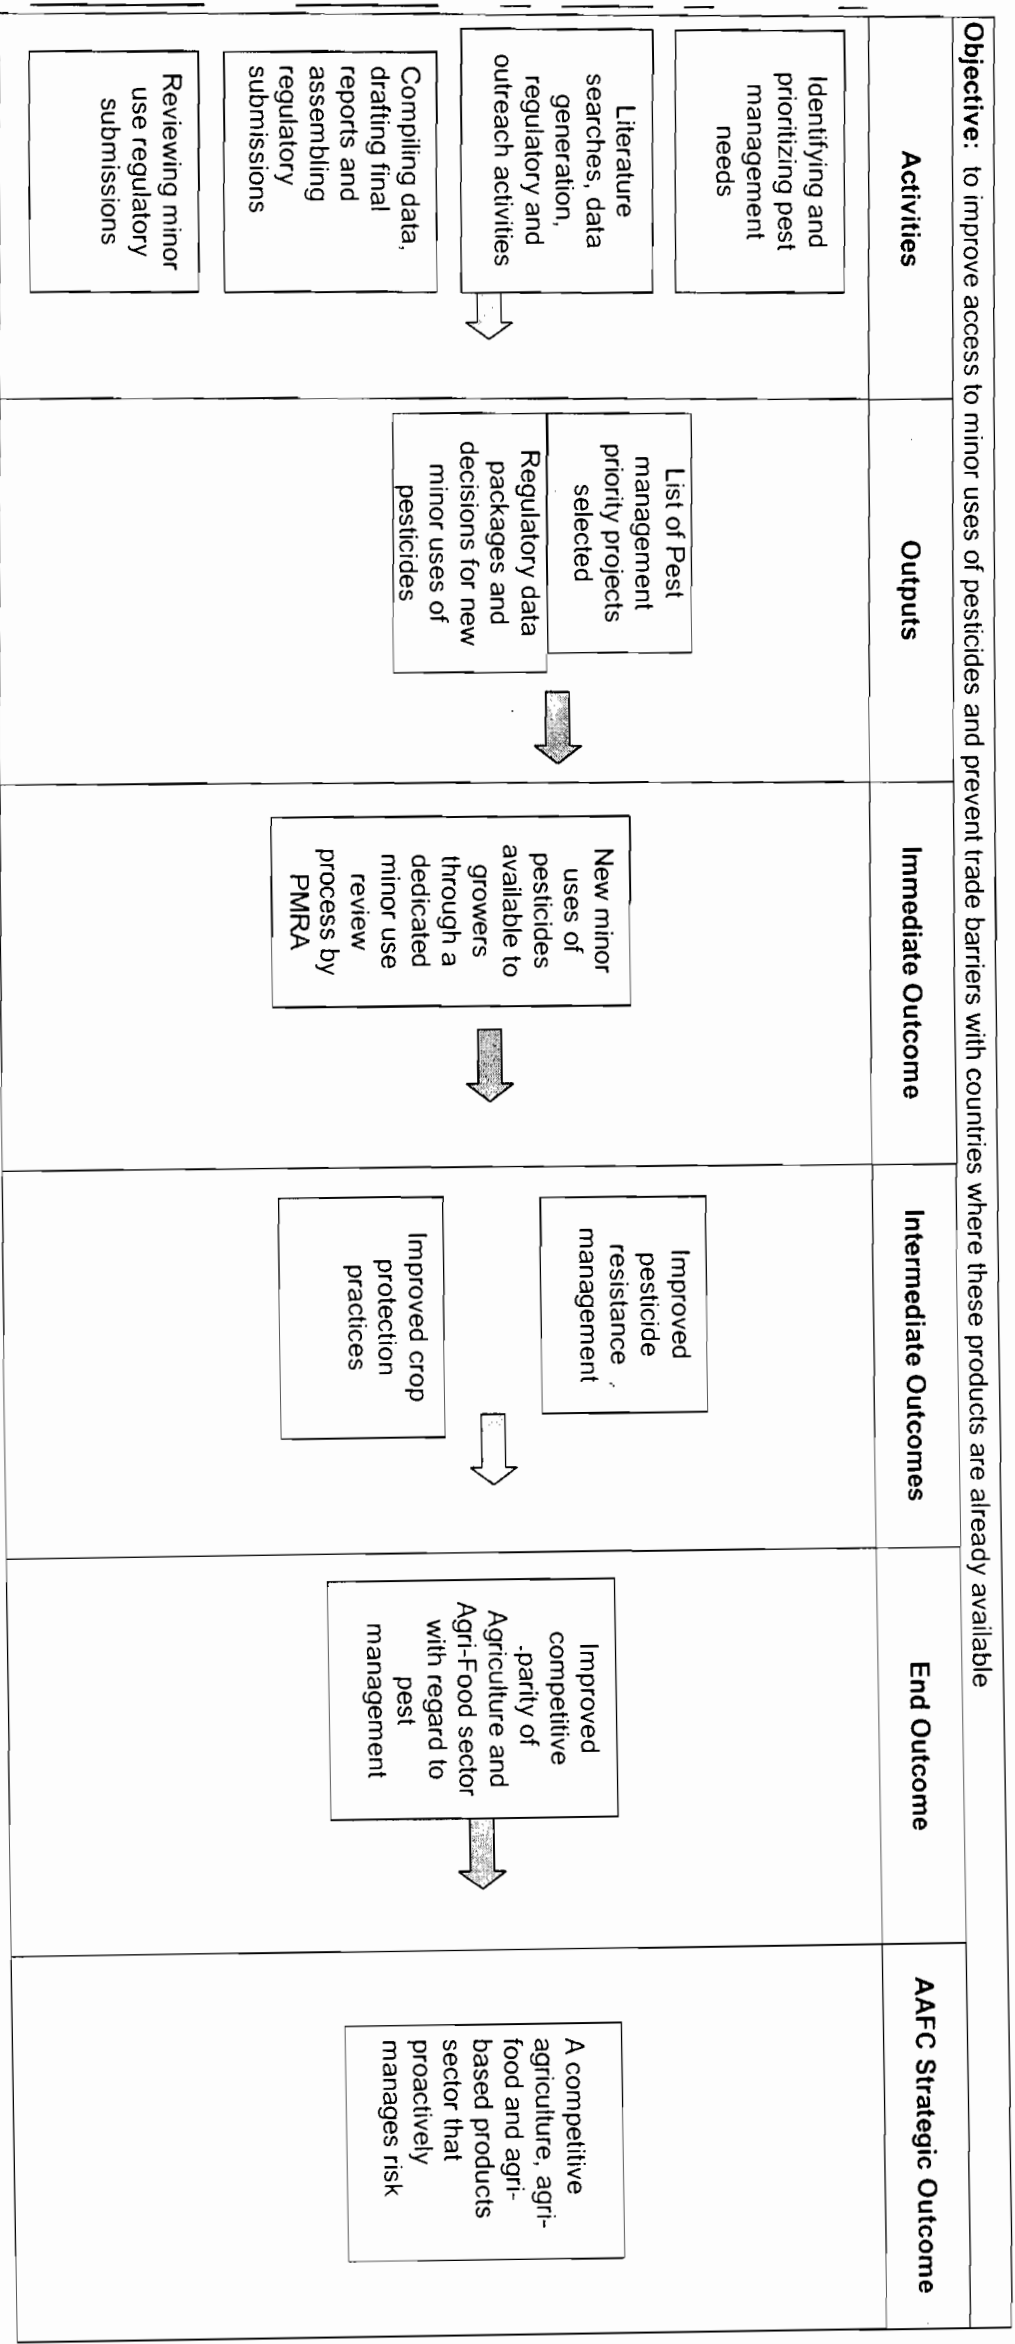 Objective: to improve access to minor uses of pesticides and prevent trade barriers with countries where these products are already available
Activities
Outputs
Immediate Outcome
Intermediate Outcomes
End Outcome
AAFC Strategic Outcome
Identifying and
prioritizing pest
management
needs
Literature
searches, data
generation,
regulatory and
outreach activities
Compiling data,
drafting final
reports and
assembling
regulatory
submissions
Reviewing minor
use regulatory
submissions
List of Pest
management
priority projects
selected
Regulatory data
packages and
decisions for new
minor uses of
pesticides
New minor
uses of
pesticides
available to
growers
through a
dedicated
minor use
review
process by
PMRA
Improved
pesticide
resistance
management
Improved crop
protection
practices
Improved
competitive
parity of
Agriculture and
Agri-Food sector
with regard to
pest
management
A competitive
agriculture, agri-
food and agri-
based products
sector that
proactively
manages risk